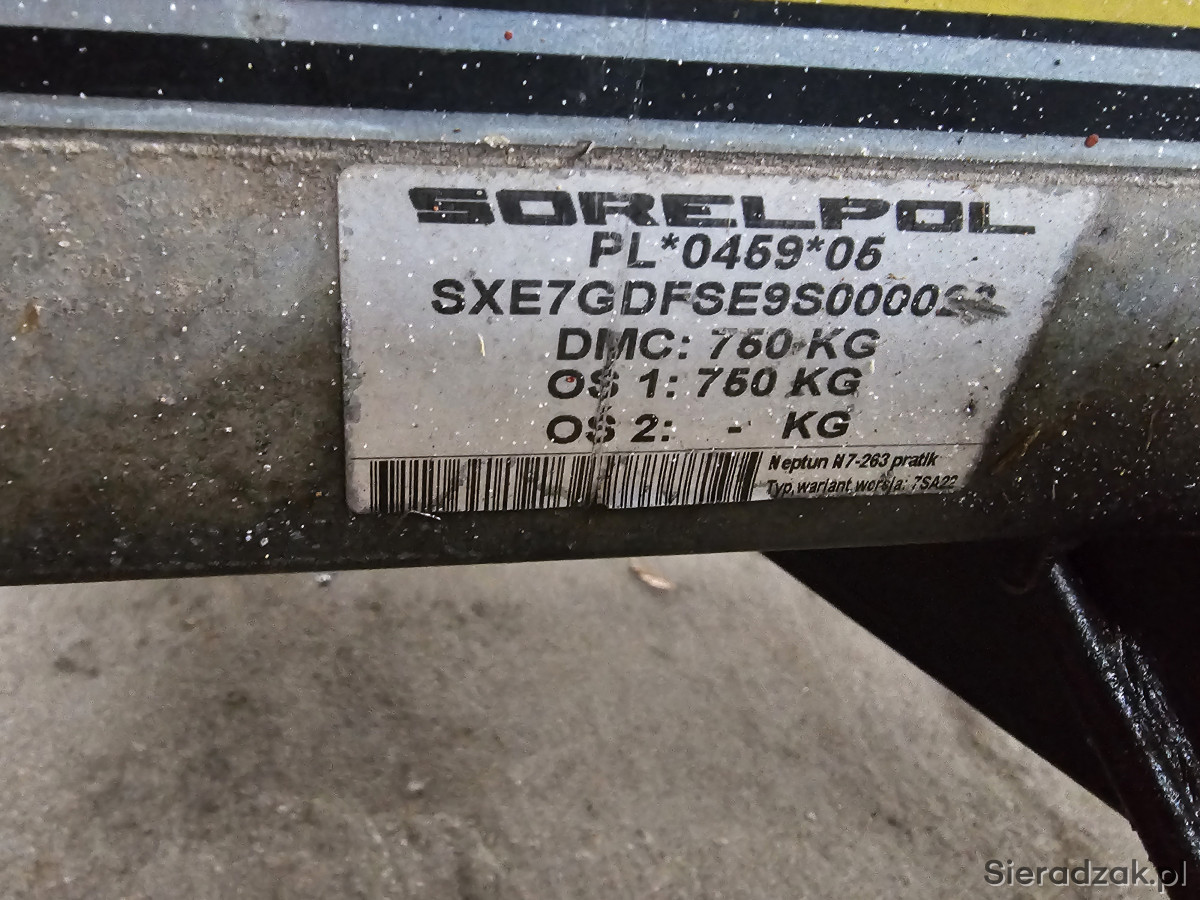 SORELPOL
PL*0459*05
DMC: 750 KG
OS 1: 750 KG
OS 2: - KG
Neptun N7-263 pratik
Typ,wariant,wersja: 7SA22
Sieradzak.pl